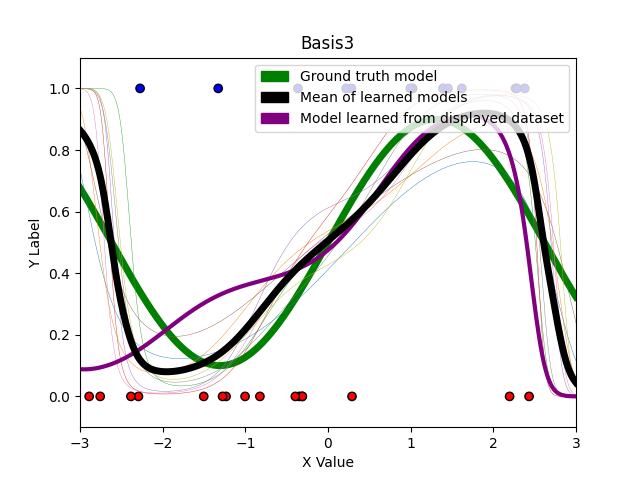 Basis3
Ground truth model
Mean of learned models
Model learned from displayed dataset
Y Label
1.0
0.8
0.6
0.4
0.2
0.0
−3
−2
−1
0
1
2
3
X Value